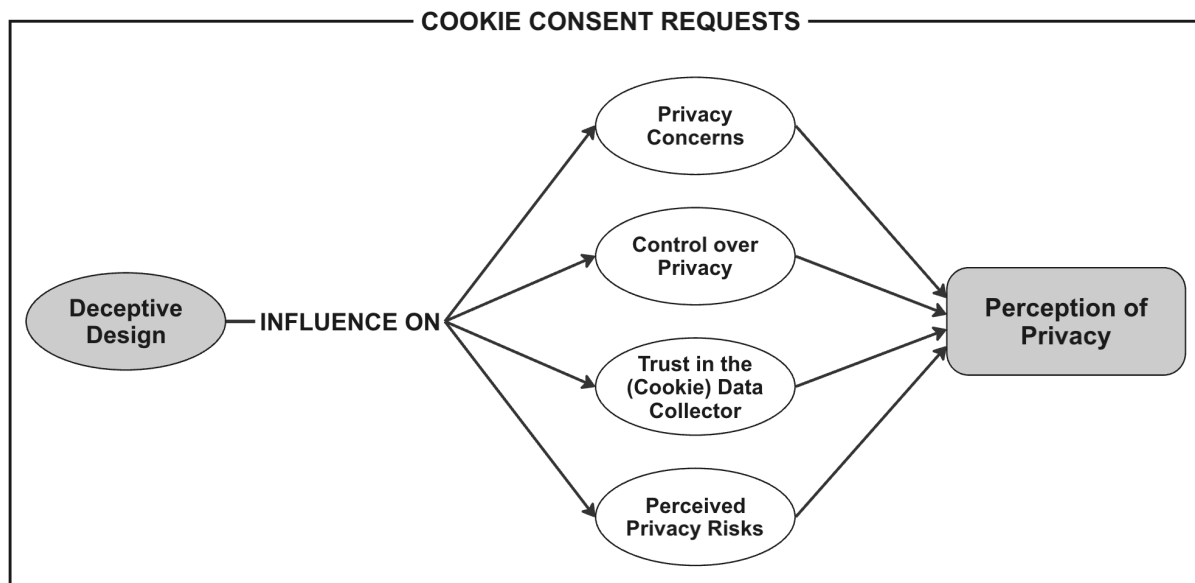 COOKIE CONSENT REQUESTS
Privacy
Concerns
Control over
Privacy
Deceptive
Design
INFLUENCE ON
Perception of
Privacy
Trust in the
(Cookie) Data
Collector
Perceived
Privacy Risks